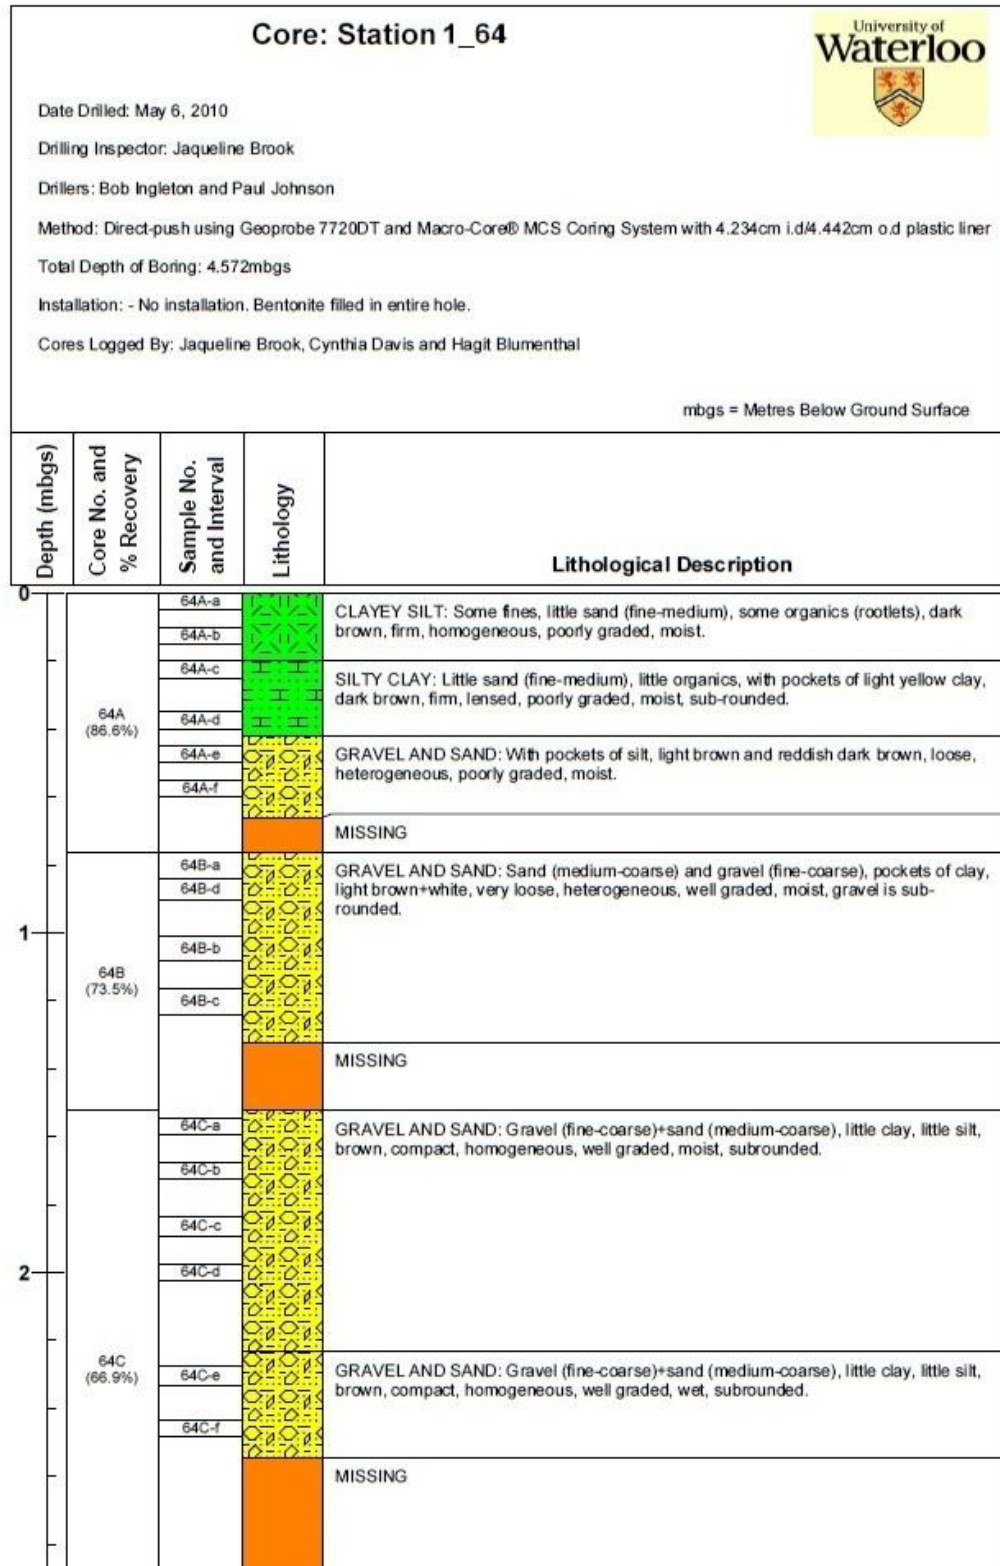 Core: Station 1_64
University of
Waterloo
Date Drilled: May 6, 2010
Drilling Inspector: Jaqueline Brook
Drillers: Bob Ingleton and Paul Johnson
Method: Direct-push using Geoprobe 7720DT and Macro-Core® MCS Coring System with 4.234cm i.d/4.442cm o.d plastic liner
Total Depth of Boring: 4.572mbgs
Installation: - No installation. Bentonite filled in entire hole.
Cores Logged By: Jaqueline Brook, Cynthia Davis and Hagit Blumenthal
mbgs = Metres Below Ground Surface
Depth (mbgs)
Core No. and
% Recovery
Sample No.
and Interval
Lithology
Lithological Description
0
64A-a
CLAYEY SILT: Some fines, little sand (fine-medium), some organics (rootlets), dark
brown, firm, homogeneous, poorly graded, moist.
64A-b
64A-c
SILTY CLAY: Little sand (fine-medium), little organics, with pockets of light yellow clay,
dark brown, firm, lensed, poorly graded, moist, sub-rounded.
64A
(86.6%)
64A-d
64A-e
GRAVEL AND SAND: With pockets of silt, light brown and reddish dark brown, loose,
heterogeneous, poorly graded, moist.
64A-f
MISSING
64B-a
GRAVEL AND SAND: Sand (medium-coarse) and gravel (fine-coarse), pockets of clay,
light brown+white, very loose, heterogeneous, well graded, moist, gravel is sub-
rounded.
64B-d
1
64B-b
64B
(73.5%)
64B-c
MISSING
64C-a
GRAVEL AND SAND: Gravel (fine-coarse)+sand (medium-coarse), little clay, little silt,
brown, compact, homogeneous, well graded, moist, subrounded.
64C-b
64C-c
2
64C-d
64C
(66.9%)
64C-e
GRAVEL AND SAND: Gravel (fine-coarse)+sand (medium-coarse), little clay, little silt,
brown, compact, homogeneous, well graded, wet, subrounded.
64C-f
MISSING